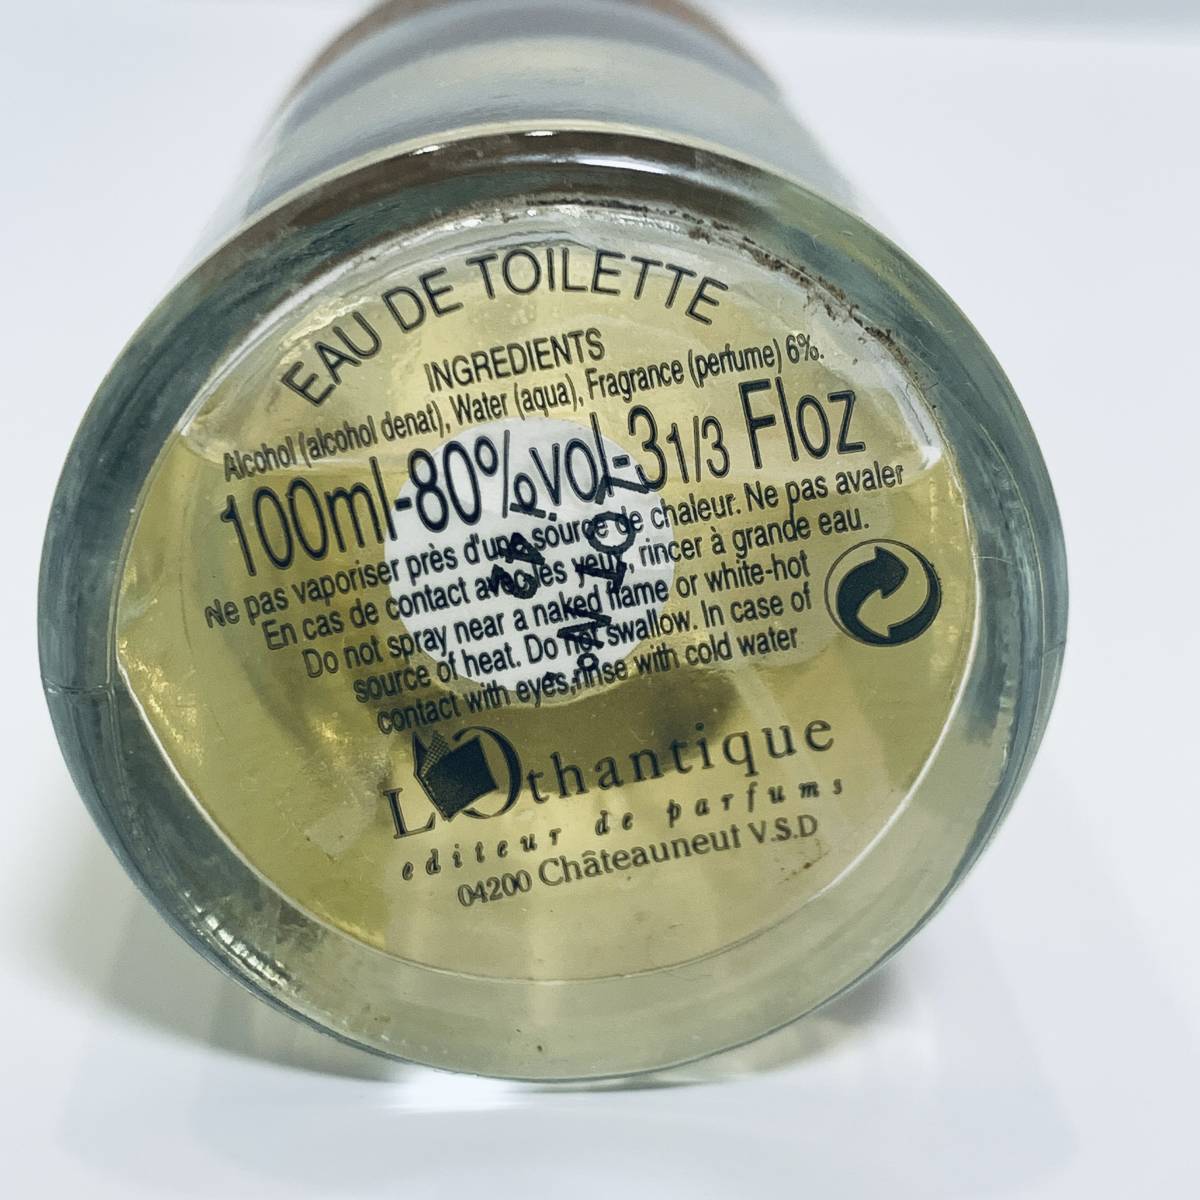 EAU DE TOILETTE
INGREDIENTS
Alcohol (alcohol denat), Water (aqua), Fragrance (perfume) 6%.
100ml-80%vol-3 1/3 Floz
Ne pas vaporiser près d'une source de chaleur. Ne pas avaler
En cas de contact avec les yeux, rincer à grande eau.
Do not spray near a naked flame or white-hot
source of heat. Do not swallow. In case of
contact with eyes, rinse with cold water
L'Othantique
editeur de parfums
04200 Châteauneuf V.S.D